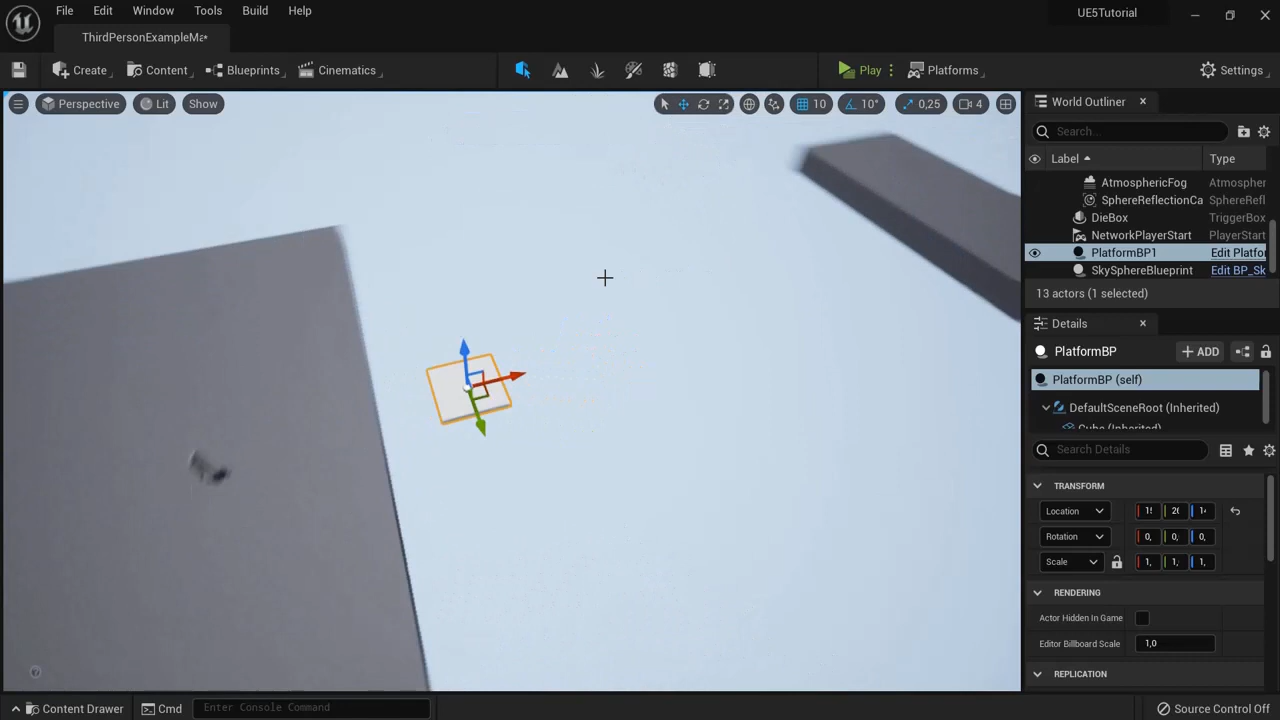 File Edit Window Tools Build Help
UE5Tutorial
ThirdPersonExampleMa*
Create Content Blueprints Cinematics Play Platforms Settings
Perspective Lit Show 10 10° 0,25 4
World Outliner
Search...
Label Type
AtmosphericFog Atmospher
SphereReflectionCa SphereRefl
DieBox TriggerBox
NetworkPlayerStart PlayerStart
PlatformBP1 Edit Platfo
SkySphereBlueprint Edit BP_Sk
13 actors (1 selected)
Details
PlatformBP ADD
PlatformBP (self)
DefaultSceneRoot (Inherited)
Cube (Inherited)
Search Details
TRANSFORM
Location
Rotation 0, 0, 0,
Scale 1, 1, 1,
RENDERING
Actor Hidden In Game
Editor Billboard Scale 1,0
REPLICATION
Content Drawer Cmd Enter Console Command Source Control Off